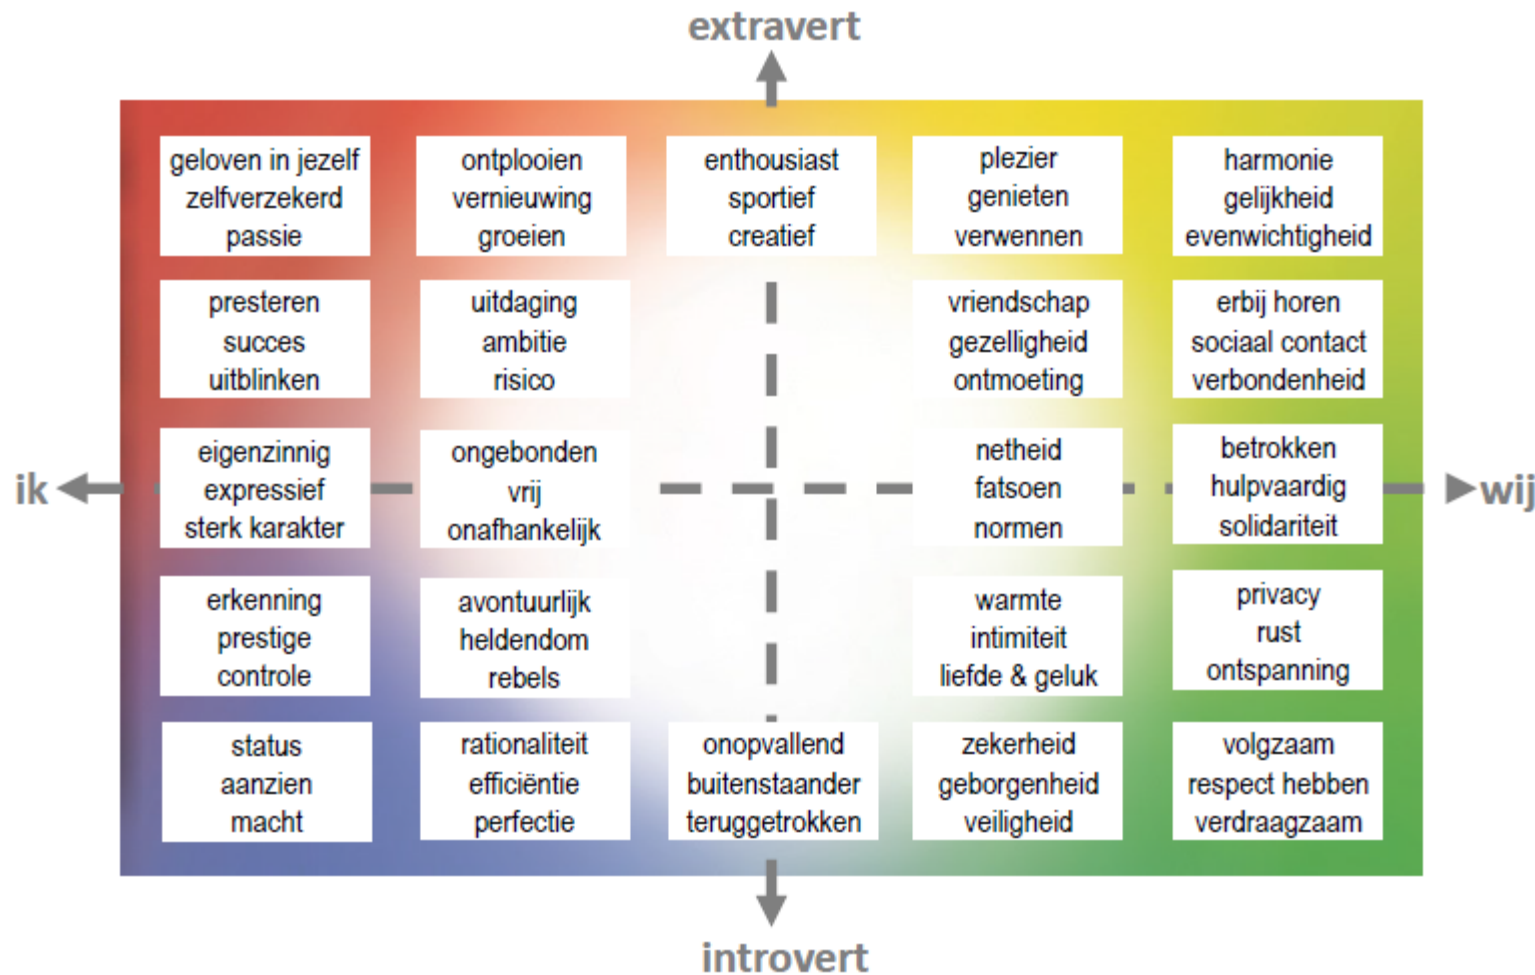 extravert
geloven in jezelf
zelfverzekerd
passie
ontplooien
vernieuwing
groeien
enthousiast
sportief
creatief
plezier
genieten
verwennen
harmonie
gelijkheid
evenwichtigheid
presteren
succes
uitblinken
uitdaging
ambitie
risico
vriendschap
gezelligheid
ontmoeting
erbij horen
sociaal contact
verbondenheid
ik
eigenzinnig
expressief
sterk karakter
ongebonden
vrij
onafhankelijk
netheid
fatsoen
normen
betrokken
hulpvaardig
solidariteit
wij
erkenning
prestige
controle
avontuurlijk
heldendom
rebels
warmte
intimiteit
liefde & geluk
privacy
rust
ontspanning
status
aanzien
macht
rationaliteit
efficiëntie
perfectie
onopvallend
buitenstaander
teruggetrokken
zekerheid
geborgenheid
veiligheid
volgzaam
respect hebben
verdraagzaam
introvert